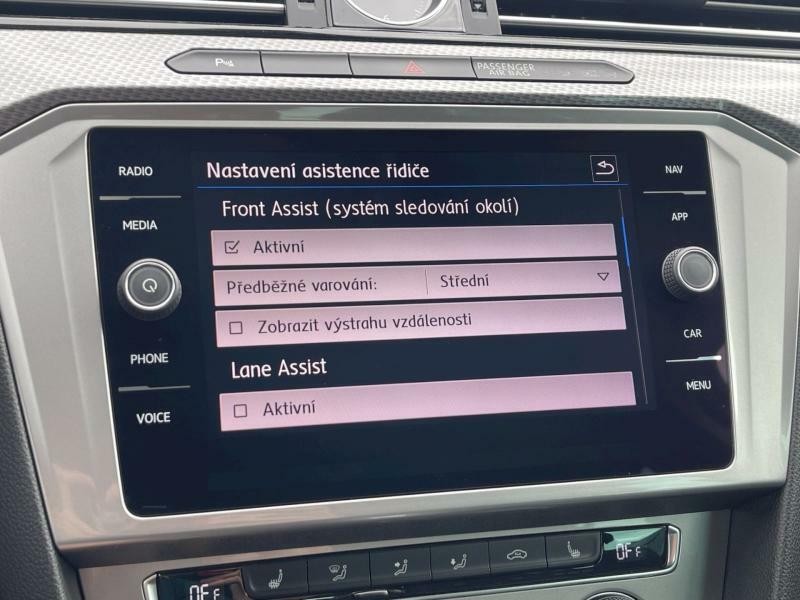 P
PASSENGER
AIR BAG
RADIO
MEDIA
PHONE
VOICE
Nastavení asistence řidiče
Front Assist (systém sledování okolí)
Aktivní
Předběžné varování: Střední
Zobrazit výstrahu vzdálenosti
Lane Assist
Aktivní
NAV
APP
CAR
MENU
OFF
OFF